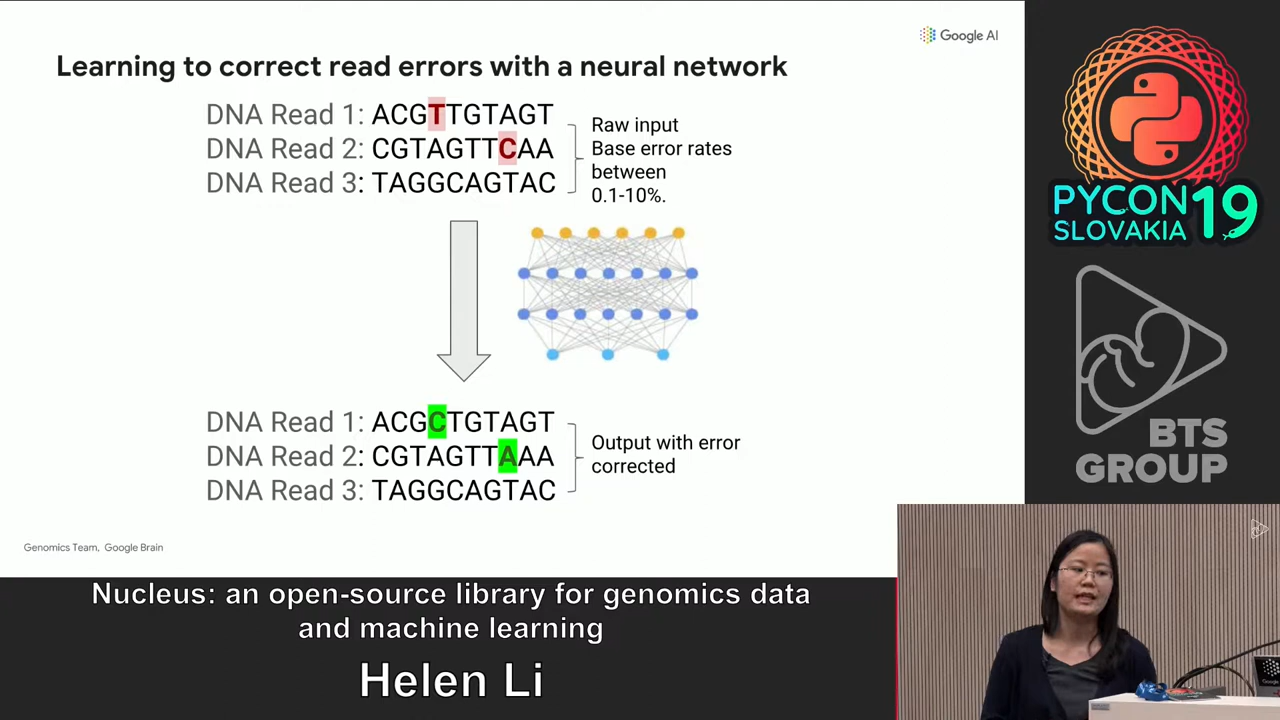 Google AI
Learning to correct read errors with a neural network
DNA Read 1: ACGTTGTAGT
DNA Read 2: CGTAGTTCAA
DNA Read 3: TAGGCAGTAC
Raw input
Base error rates
between
0.1-10%.
DNA Read 1: ACGCTGTAGT
DNA Read 2: CGTAGTTAAA
DNA Read 3: TAGGCAGTAC
Output with error
corrected
Genomics Team, Google Brain
PYCON 19
SLOVAKIA
BTS
GROUP
Nucleus: an open-source library for genomics data
and machine learning
Helen Li
Google